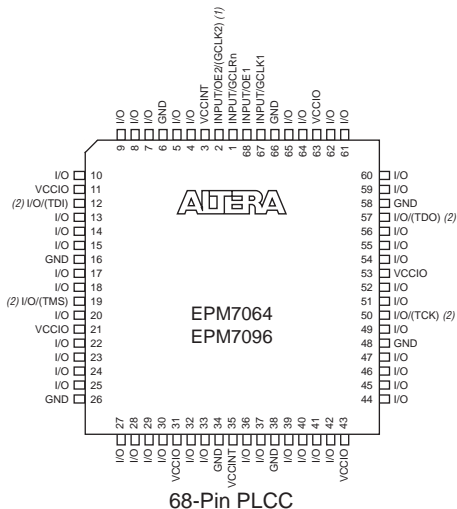 I/O I/O I/O GND I/O I/O VCCINT INPUT/OE2/(GCLK2) (1) INPUT/GCLRn INPUT/OE1 INPUT/GCLK1 GND I/O I/O VCCIO I/O I/O
9 8 7 6 5 4 3 2 1 68 67 66 65 64 63 62 61
I/O 10
VCCIO 11
(2) I/O/(TDI) 12
I/O 13
I/O 14
I/O 15
GND 16
I/O 17
I/O 18
(2) I/O/(TMS) 19
I/O 20
VCCIO 21
I/O 22
I/O 23
I/O 24
I/O 25
GND 26
ALTERA
EPM7064
EPM7096
60 I/O
59 I/O
58 GND
57 I/O/(TDO) (2)
56 I/O
55 I/O
54 I/O
53 VCCIO
52 I/O
51 I/O
50 I/O/(TCK) (2)
49 I/O
48 GND
47 I/O
46 I/O
45 I/O
44 I/O
27 28 29 30 31 32 33 34 35 36 37 38 39 40 41 42 43
I/O I/O I/O I/O VCCIO I/O I/O GND VCCINT I/O I/O GND I/O I/O I/O I/O VCCIO
68-Pin PLCC